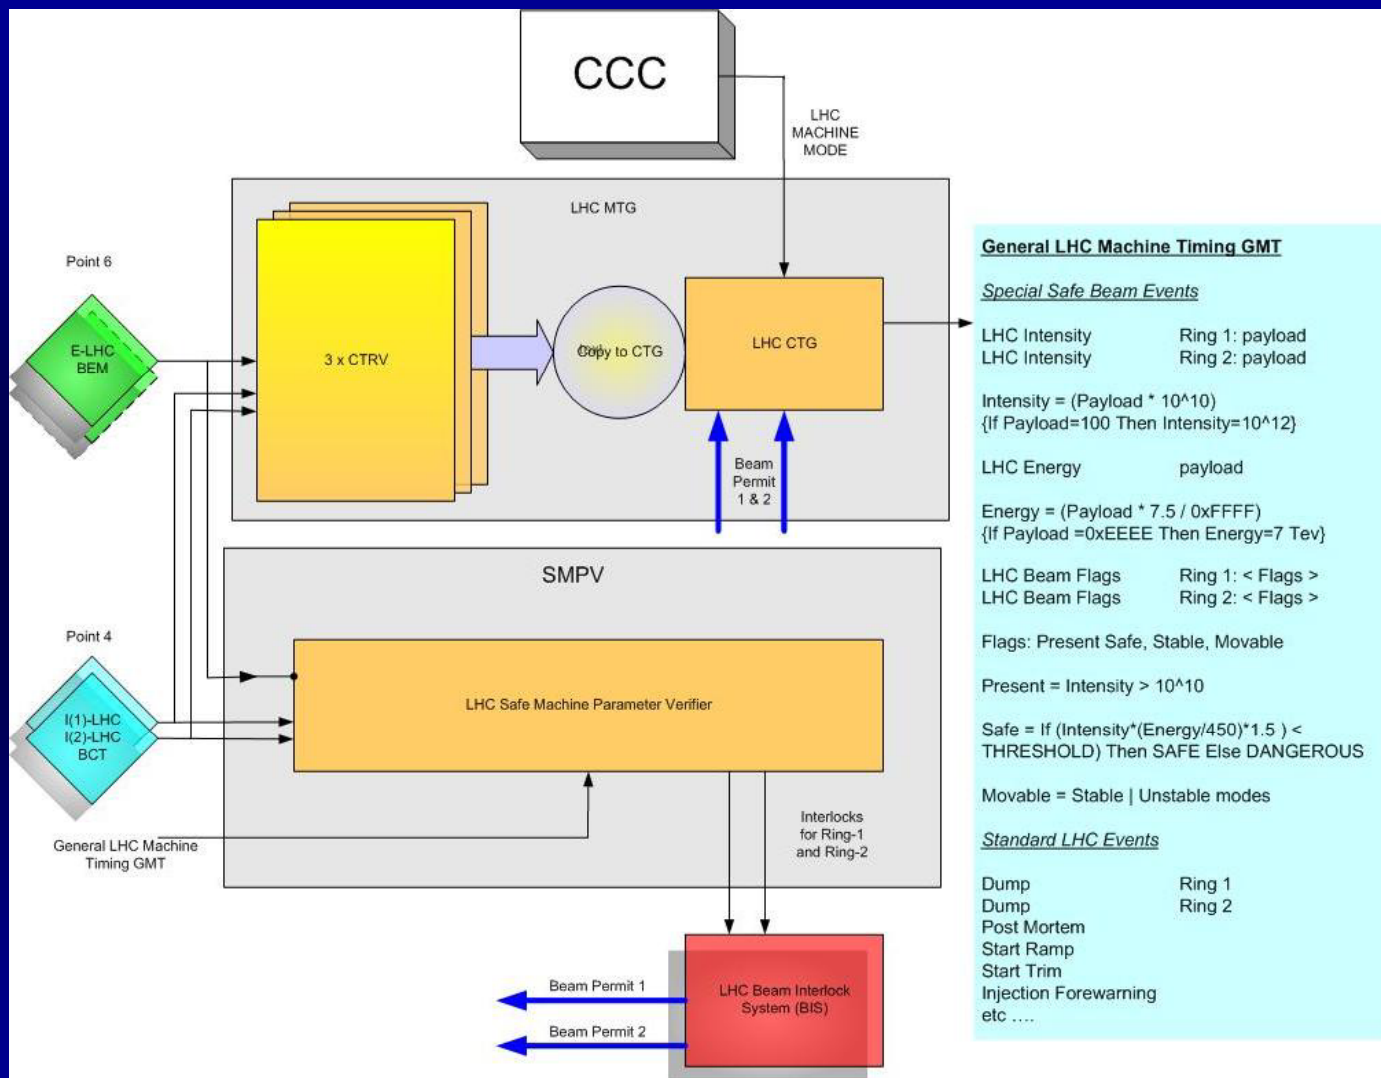 CCC
LHC
MACHINE
MODE
LHC MTG
Point 6
E-LHC
BEM
3 x CTRV
Copy to CTG
LHC CTG
Beam
Permit
1 & 2
SMPV
Point 4
I(1)-LHC
I(2)-LHC
BCT
LHC Safe Machine Parameter Verifier
General LHC Machine
Timing GMT
Interlocks
for Ring-1
and Ring-2
Beam Permit 1
Beam Permit 2
LHC Beam Interlock
System (BIS)
General LHC Machine Timing GMT
Special Safe Beam Events
LHC Intensity Ring 1: payload
LHC Intensity Ring 2: payload
Intensity = (Payload * 10^10)
{If Payload=100 Then Intensity=10^12}
LHC Energy payload
Energy = (Payload * 7.5 / 0xFFFF)
{If Payload =0xEEEE Then Energy=7 Tev}
LHC Beam Flags Ring 1: < Flags >
LHC Beam Flags Ring 2: < Flags >
Flags: Present Safe, Stable, Movable
Present = Intensity > 10^10
Safe = If (Intensity*(Energy/450)*1.5 ) <
THRESHOLD) Then SAFE Else DANGEROUS
Movable = Stable | Unstable modes
Standard LHC Events
Dump Ring 1
Dump Ring 2
Post Mortem
Start Ramp
Start Trim
Injection Forewarning
etc ....